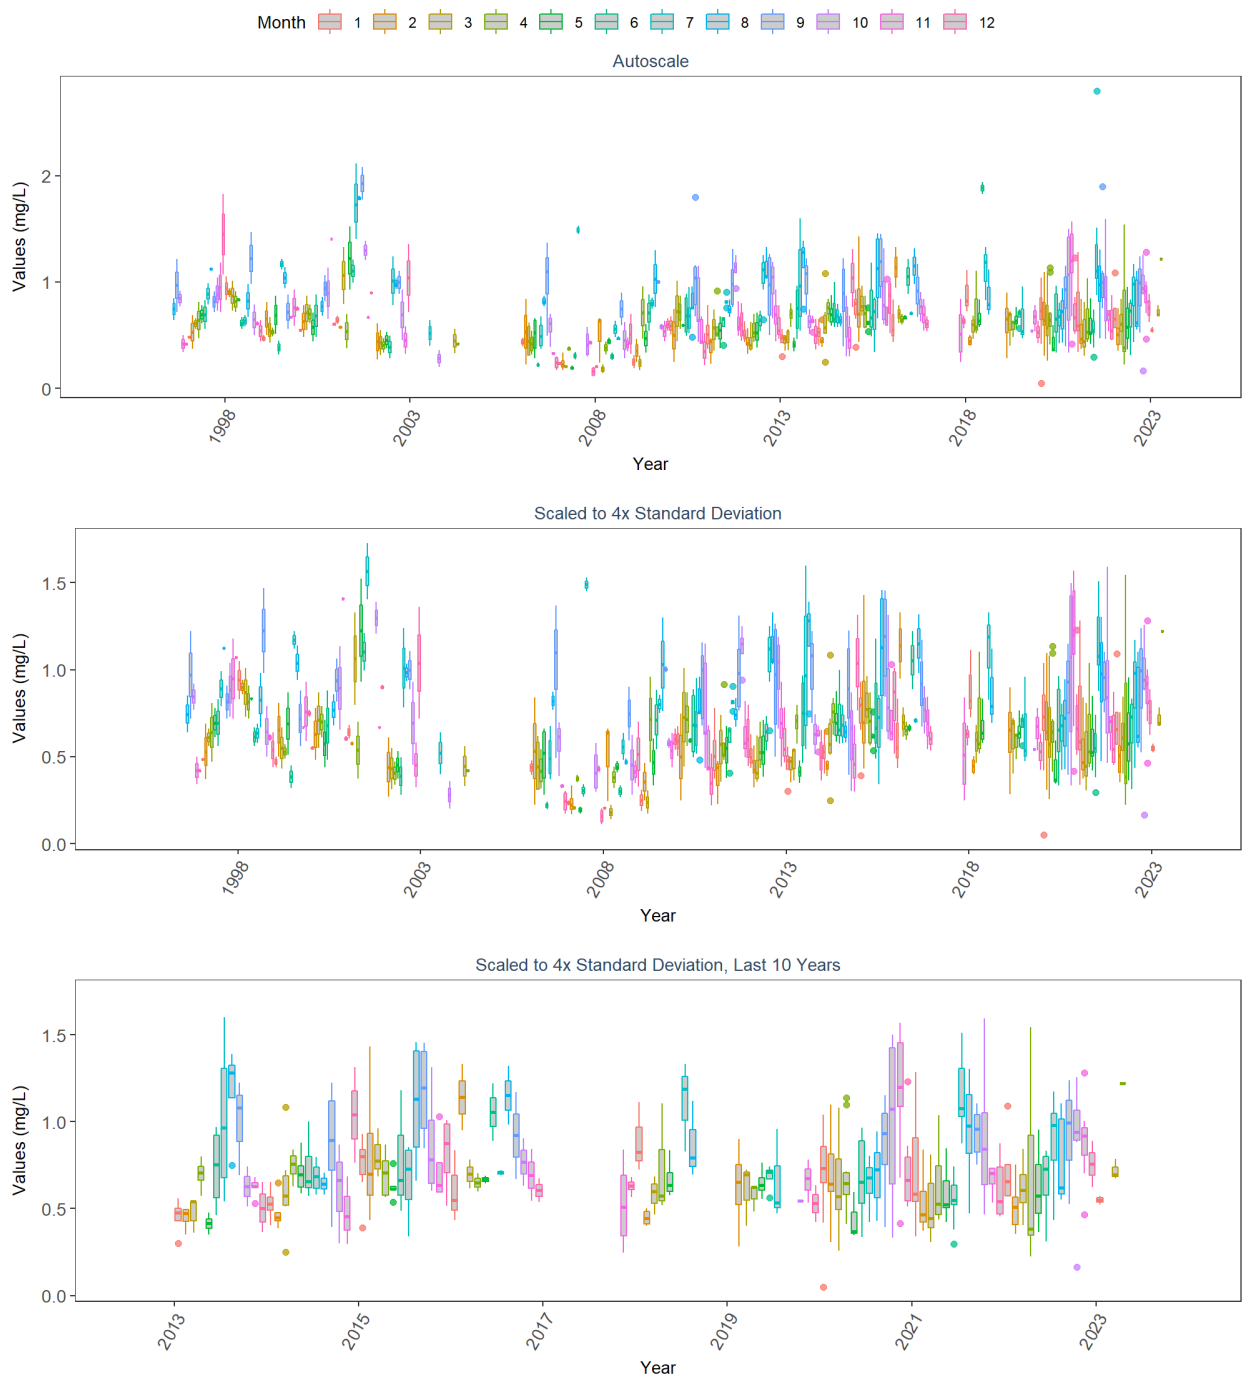 Month 1 2 3 4 5 6 7 8 9 10 11 12
Autoscale
Values (mg/L)
2
1
0
1998 2003 2008 2013 2018 2023
Year
Scaled to 4x Standard Deviation
Values (mg/L)
1.5
1.0
0.5
0.0
1998 2003 2008 2013 2018 2023
Year
Scaled to 4x Standard Deviation, Last 10 Years
Values (mg/L)
1.5
1.0
0.5
0.0
2013 2015 2017 2019 2021 2023
Year